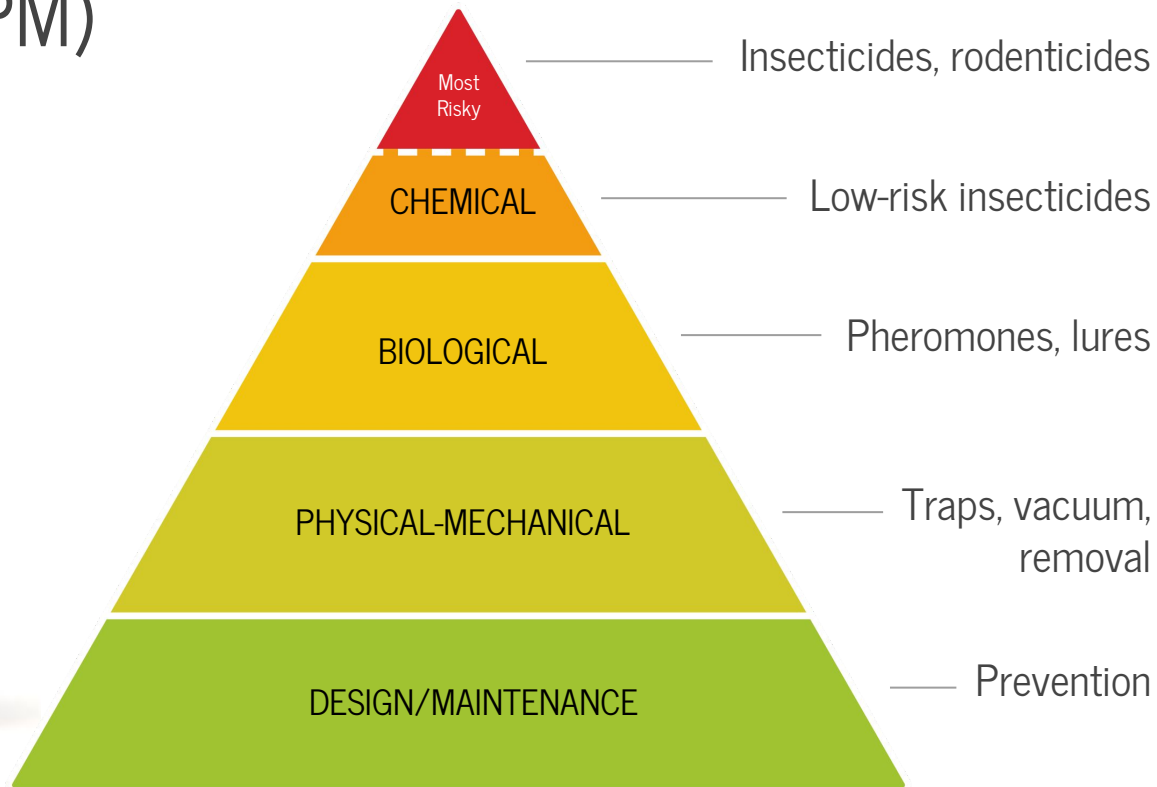 PM)
Most
Risky
Insecticides, rodenticides
CHEMICAL
Low-risk insecticides
BIOLOGICAL
Pheromones, lures
PHYSICAL-MECHANICAL
Traps, vacuum,
removal
DESIGN/MAINTENANCE
Prevention